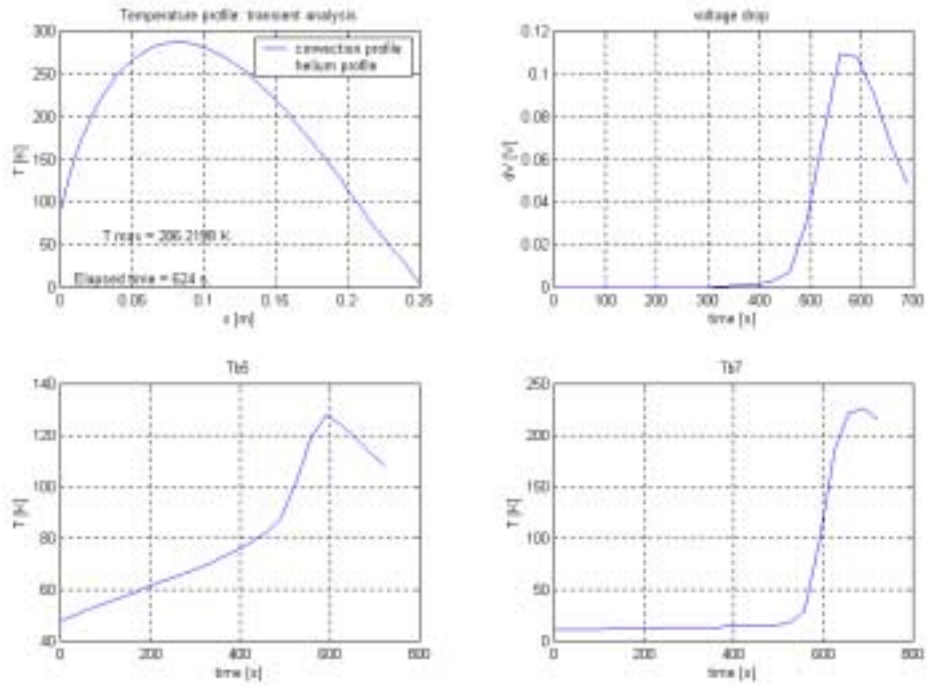 Temperature profile: transient analysis
300
250
200
150
100
50
0
T [K]
convection profile
helium profile
T max = 286.2198 K
Elapsed time = 624 s
0 0.05 0.1 0.15 0.2 0.25
x [m]
voltage drop
0.12
0.1
0.08
0.06
0.04
0.02
0
dV [V]
0 100 200 300 400 500 600 700
time [s]
Tb6
140
120
100
80
60
40
T [K]
0 200 400 600 800
time [s]
Tb7
250
200
150
100
50
0
T [K]
0 200 400 600 800
time [s]